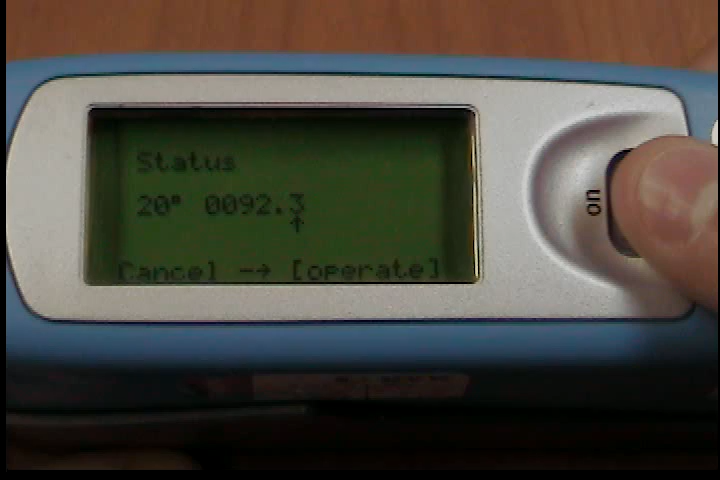 Status
20° 0092.3
↑
Cancel --> [operate]
on